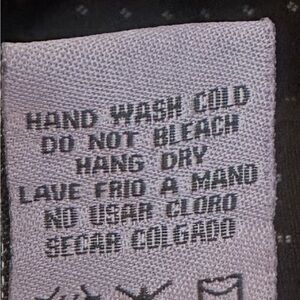 HAND WASH COLD
DO NOT BLEACH
HANG DRY
LAVE FRIO A MANO
NO USAR CLORO
SECAR COLGADO